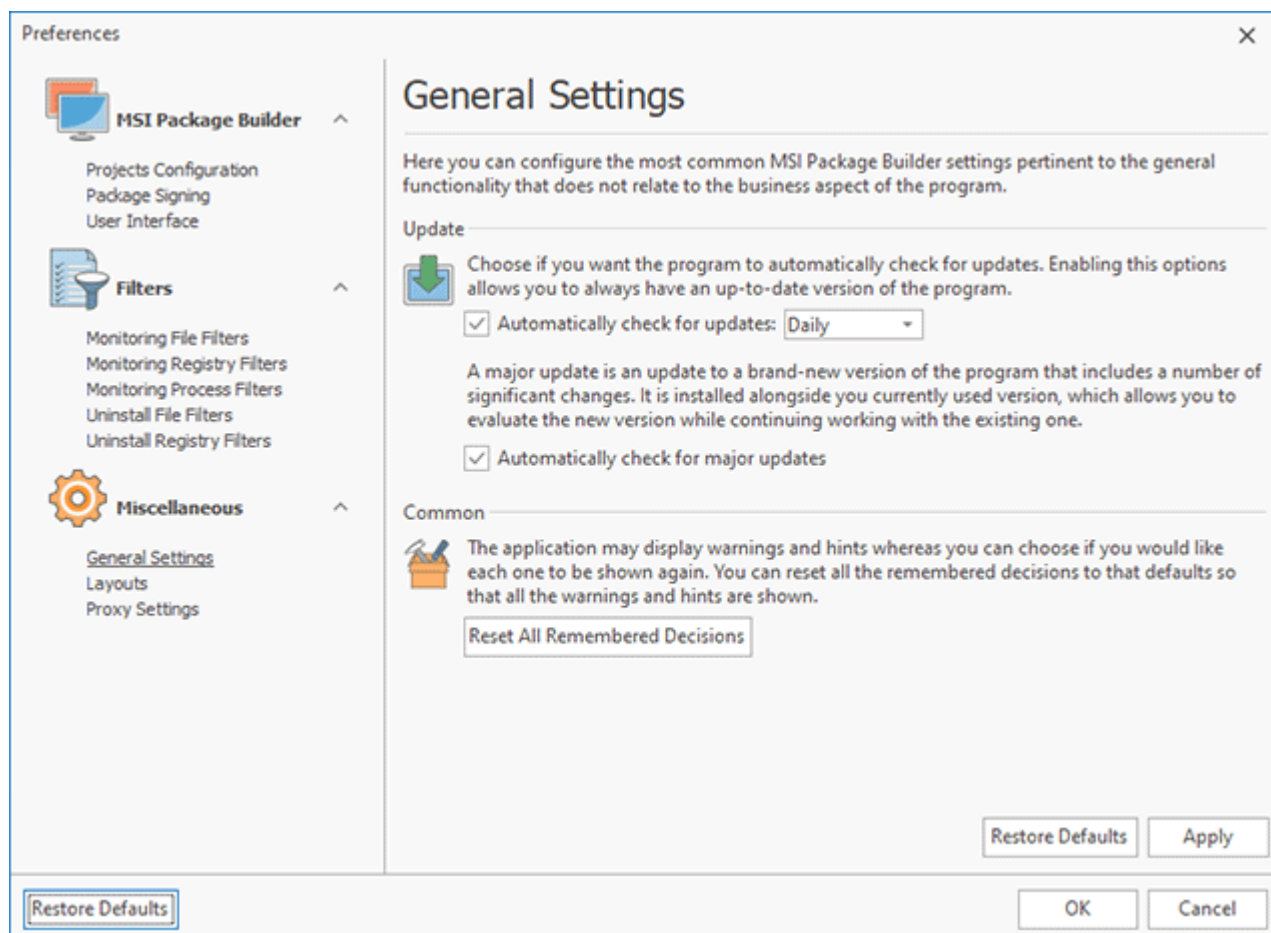 Preferences
MSI Package Builder
Projects Configuration
Package Signing
User Interface
Filters
Monitoring File Filters
Monitoring Registry Filters
Monitoring Process Filters
Uninstall File Filters
Uninstall Registry Filters
Miscellaneous
General Settings
Layouts
Proxy Settings
General Settings
Here you can configure the most common MSI Package Builder settings pertinent to the general
functionality that does not relate to the business aspect of the program.
Update
Choose if you want the program to automatically check for updates. Enabling this options
allows you to always have an up-to-date version of the program.
Automatically check for updates: Daily
A major update is an update to a brand-new version of the program that includes a number of
significant changes. It is installed alongside you currently used version, which allows you to
evaluate the new version while continuing working with the existing one.
Automatically check for major updates
Common
The application may display warnings and hints whereas you can choose if you would like
each one to be shown again. You can reset all the remembered decisions to that defaults so
that all the warnings and hints are shown.
Reset All Remembered Decisions
Restore Defaults Apply
Restore Defaults OK Cancel